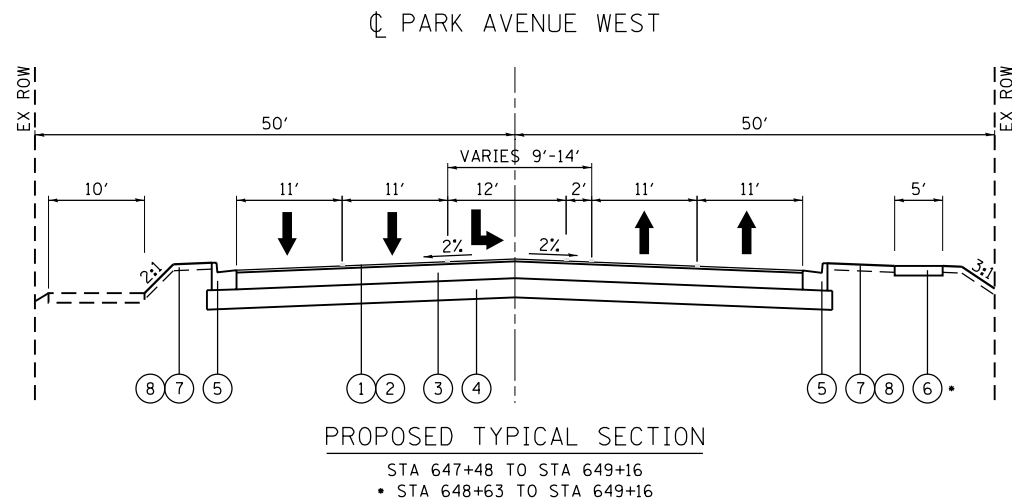 ℄ PARK AVENUE WEST
EX ROW
EX ROW
50' 50'
VARIES 9'-14'
10' 11' 11' 12' 2' 11' 11' 5'
2% 2%
2:1 3:1
8 7 5 1 2 3 4 5 7 8 6 *
PROPOSED TYPICAL SECTION
STA 647+48 TO STA 649+16
* STA 648+63 TO STA 649+16